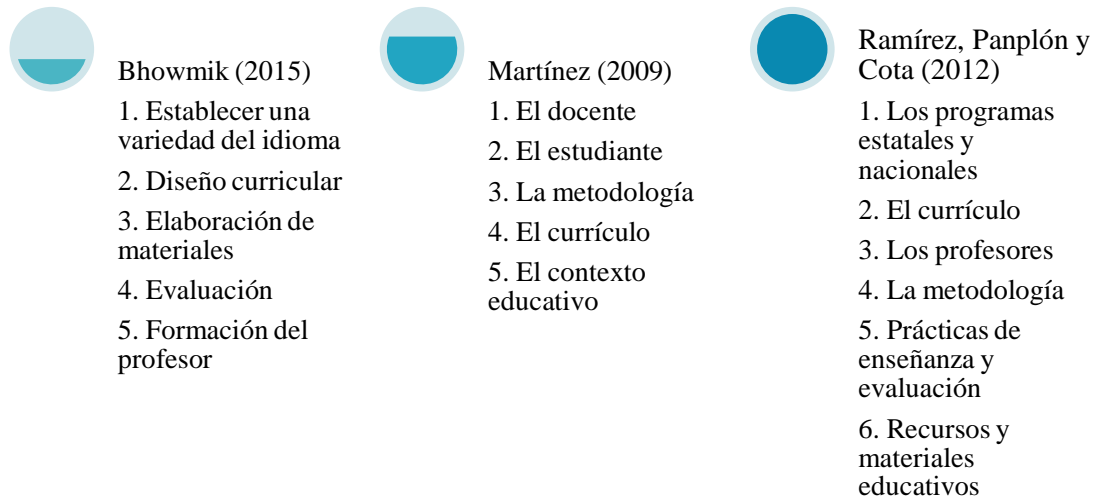 Bhowmik (2015)
1. Establecer una
variedad del idioma
2. Diseño curricular
3. Elaboración de
materiales
4. Evaluación
5. Formación del
profesor
Martínez (2009)
1. El docente
2. El estudiante
3. La metodología
4. El currículo
5. El contexto
educativo
Ramírez, Panplón y
Cota (2012)
1. Los programas
estatales y
nacionales
2. El currículo
3. Los profesores
4. La metodología
5. Prácticas de
enseñanza y
evaluación
6. Recursos y
materiales
educativos